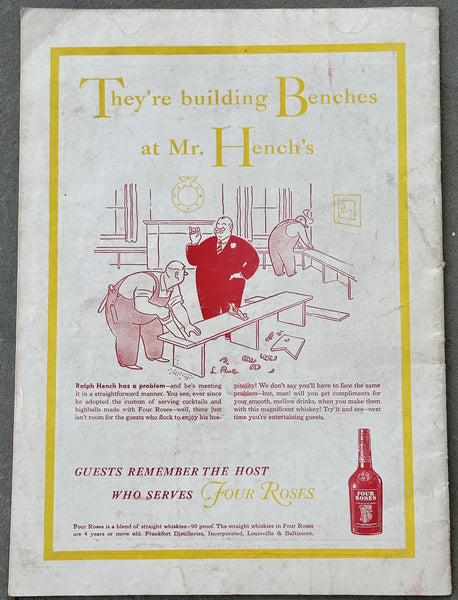 They're building Benches
at Mr. Hench's
Ralph Hench has a problem—and he's meeting
it in a straightforward manner. You see, ever since
he adopted the custom of serving cocktails and
highballs made with Four Roses—well, there just
isn't room for the guests who flock to enjoy his hos-
pitality! We don't say you'll have to face the same
problem—but, man! will you get compliments for
your smooth, mellow drinks, when you make them
with this magnificent whiskey! Try it and see—next
time you're entertaining guests.
GUESTS REMEMBER THE HOST
WHO SERVES FOUR ROSES
FOUR
ROSES
Four Roses is a blend of straight whiskies—90 proof. The straight whiskies in Four Roses
are 4 years or more old. Frankfort Distilleries, Incorporated, Louisville & Baltimore.